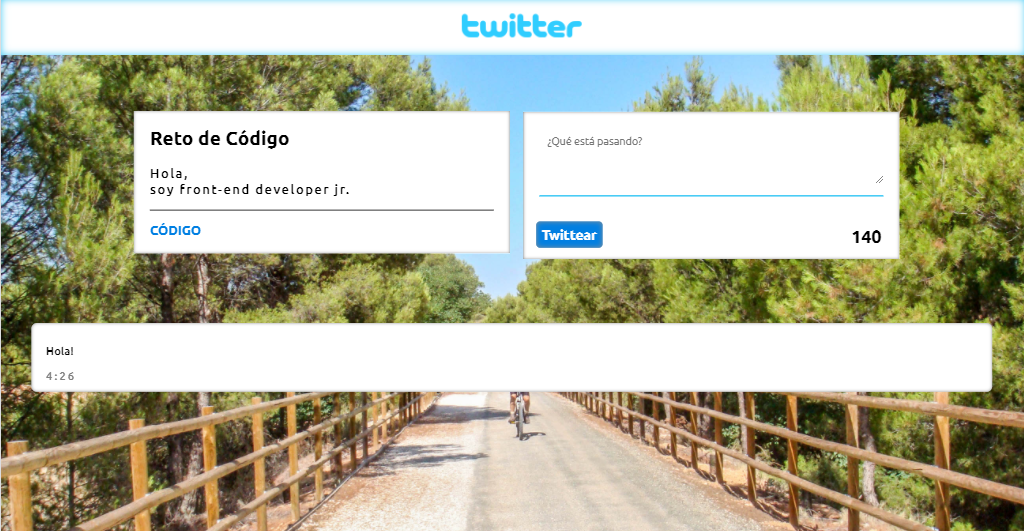 twitter
Reto de Código
Hola,
soy front-end developer jr.
CÓDIGO
¿Qué está pasando?
Twittear
140
Hola!
4:26